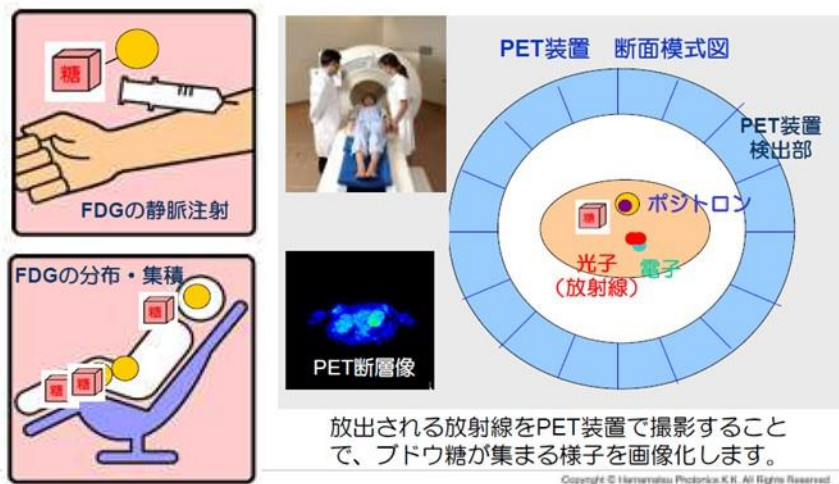 糖
FDGの静脈注射
FDGの分布・集積
糖
糖
糖
PET装置 断面模式図
PET装置
検出部
糖
ポジトロン
光子
(放射線)
電子
PET断層像
放出される放射線をPET装置で撮影すること
で、ブドウ糖が集まる様子を画像化します。
Copyright © Hamamatsu Photonics K.K. All Rights Reserved.